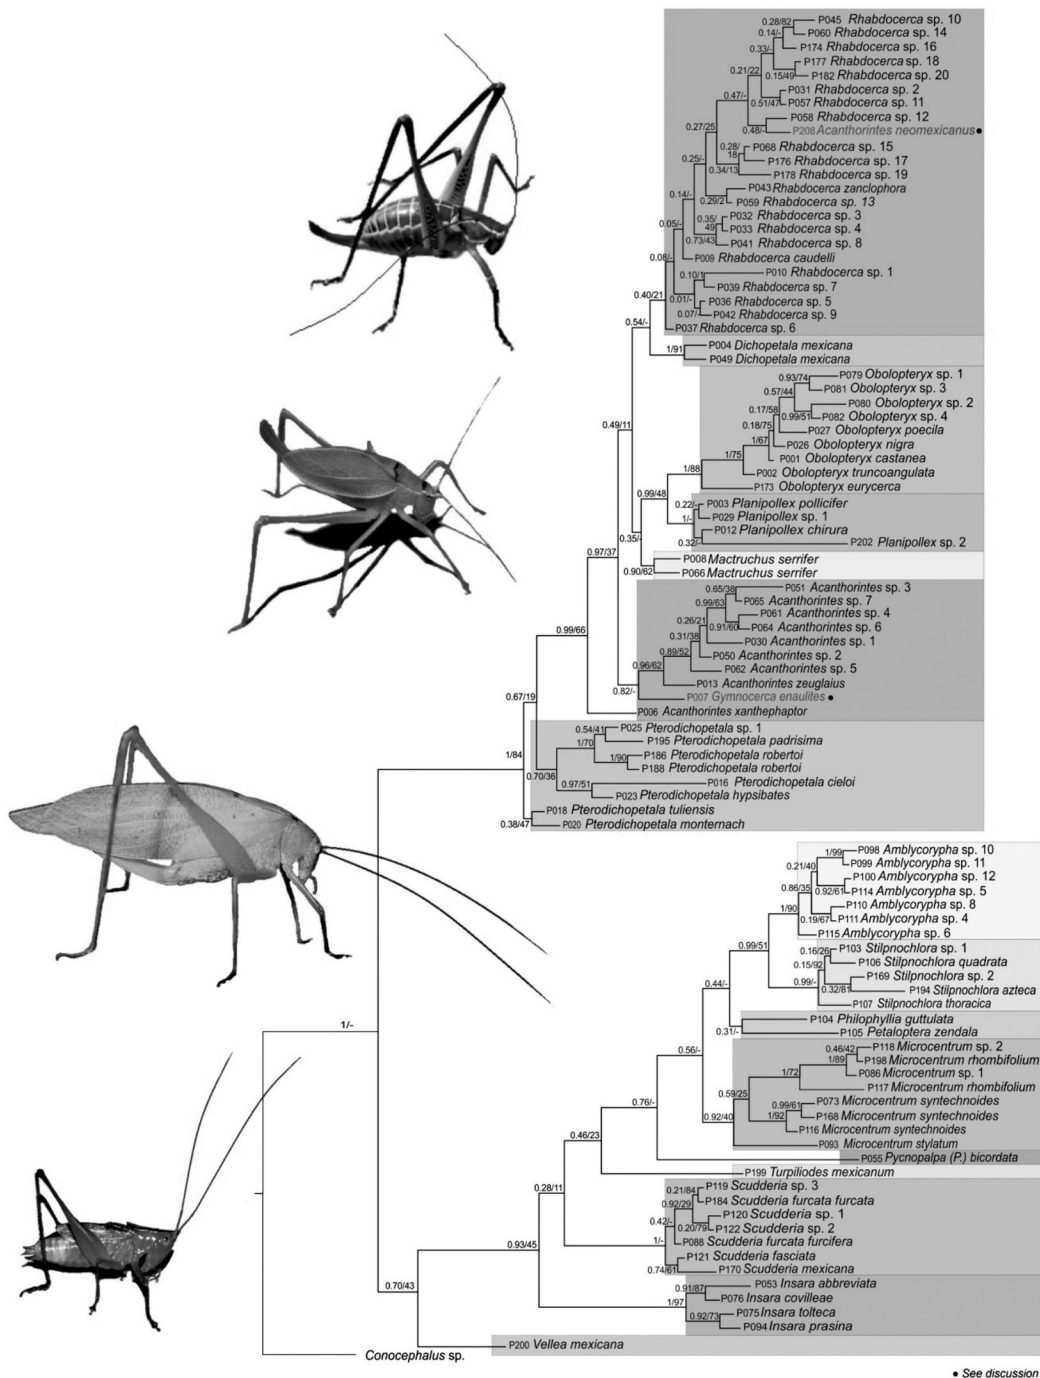 0.28/82
P045 Rhabdocerca sp. 10
0.14/-
P060 Rhabdocerca sp. 14
0.33/-
P174 Rhabdocerca sp. 16
P177 Rhabdocerca sp. 18
0.21/22
0.15/49
P182 Rhabdocerca sp. 20
0.47/-
P031 Rhabdocerca sp. 2
0.51/47
P057 Rhabdocerca sp. 11
P058 Rhabdocerca sp. 12
0.27/25
0.48/-
P208 Acanthorintes neomexicanus ●
0.28/
18
P068 Rhabdocerca sp. 15
0.25/-
P176 Rhabdocerca sp. 17
0.34/13
P178 Rhabdocerca sp. 19
0.14/-
P043 Rhabdocerca zanclophora
0.29/2
P059 Rhabdocerca sp. 13
0.35/
49
P032 Rhabdocerca sp. 3
0.05/-
P033 Rhabdocerca sp. 4
0.73/43
P041 Rhabdocerca sp. 8
0.08/-
P009 Rhabdocerca caudelli
0.10/1
P010 Rhabdocerca sp. 1
P039 Rhabdocerca sp. 7
0.40/21
0.01/-
P036 Rhabdocerca sp. 5
0.07/-
P042 Rhabdocerca sp. 9
0.54/-
P037 Rhabdocerca sp. 6
P004 Dichopetala mexicana
1/91
P049 Dichopetala mexicana
0.93/74
P079 Obolopteryx sp. 1
0.57/44
P081 Obolopteryx sp. 3
0.17/58
P080 Obolopteryx sp. 2
0.99/51
P082 Obolopteryx sp. 4
0.49/11
0.18/75
P027 Obolopteryx poecila
1/67
P026 Obolopteryx nigra
1/75
P001 Obolopteryx castanea
1/88
P002 Obolopteryx truncoangulata
0.99/48
P173 Obolopteryx eurycerca
0.22/-
P003 Planipollex pollicifer
1/-
P029 Planipollex sp. 1
P012 Planipollex chirura
0.35/-
0.32/-
P202 Planipollex sp. 2
0.97/37
P008 Mactruchus serrifer
0.90/62
P066 Mactruchus serrifer
0.65/38
P051 Acanthorintes sp. 3
0.99/63
P065 Acanthorintes sp. 7
P061 Acanthorintes sp. 4
0.26/21
0.91/60
P064 Acanthorintes sp. 6
0.99/66
0.31/38
P030 Acanthorintes sp. 1
0.89/52
P050 Acanthorintes sp. 2
0.96/62
P062 Acanthorintes sp. 5
P013 Acanthorintes zeuglaius
0.67/19
0.82/-
P007 Gymnocerca enaulites ●
P006 Acanthorintes xanthephaptor
0.54/41
P025 Pterodichopetala sp. 1
1/70
P195 Pterodichopetala padrisima
1/84
1/90
P186 Pterodichopetala robertoi
P188 Pterodichopetala robertoi
0.70/36
0.97/51
P016 Pterodichopetala cieloi
P023 Pterodichopetala hypsibates
P018 Pterodichopetala tuliensis
0.38/47
P020 Pterodichopetala monternach
1/99
P098 Amblycorypha sp. 10
0.21/40
P099 Amblycorypha sp. 11
P100 Amblycorypha sp. 12
0.86/35
0.92/61
P114 Amblycorypha sp. 5
1/90
P110 Amblycorypha sp. 8
0.19/67
P111 Amblycorypha sp. 4
P115 Amblycorypha sp. 6
0.99/51
0.16/26
P103 Stilpnochlora sp. 1
0.15/92
P106 Stilpnochlora quadrata
0.99/-
P169 Stilpnochlora sp. 2
0.44/-
0.32/81
P194 Stilpnochlora azteca
P107 Stilpnochlora thoracica
P104 Philophyllia guttulata
0.31/-
P105 Petaloptera zendala
1/-
0.46/42
P118 Microcentrum sp. 2
0.56/-
1/89
P198 Microcentrum rhombifolium
1/72
P086 Microcentrum sp. 1
P117 Microcentrum rhombifolium
0.59/25
0.99/61
P073 Microcentrum syntechnoides
0.76/-
0.92/40
1/92
P168 Microcentrum syntechnoides
P116 Microcentrum syntechnoides
0.46/23
P093 Microcentrum stylatum
P055 Pycnopalpa (P.) bicordata
P199 Turpiliodes mexicanum
0.28/11
0.21/84
P119 Scudderia sp. 3
0.92/29
P184 Scudderia furcata furcata
0.42/-
P120 Scudderia sp. 1
0.20/79
P122 Scudderia sp. 2
0.93/45
1/-
P088 Scudderia furcata furcifera
P121 Scudderia fasciata
0.74/61
P170 Scudderia mexicana
0.70/43
0.91/87
P053 Insara abbreviata
P076 Insara covilleae
1/97
0.92/73
P075 Insara tolteca
P094 Insara prasina
P200 Vellea mexicana
Conocephalus sp.
● See discussion